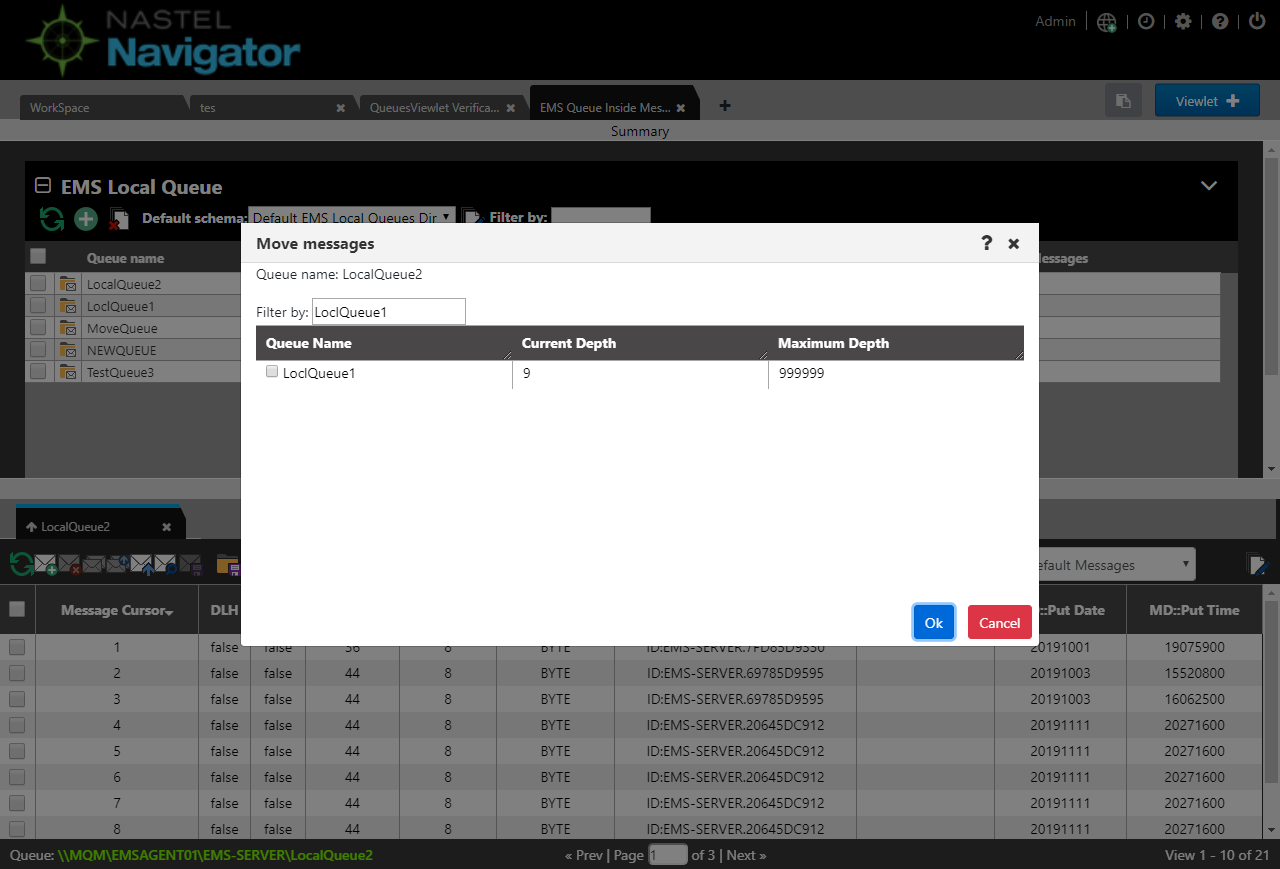 NASTEL
Navigator
Admin
WorkSpace
tes
QueuesViewlet Verifica...
EMS Queue Inside Mes...
Viewlet
Summary
EMS Local Queue
Default schema: Default EMS Local Queues Dir
Filter by:
Queue name
LocalQueue2
LoclQueue1
MoveQueue
NEWQUEUE
TestQueue3
Move messages ?
Queue name: LocalQueue2
Filter by: LoclQueue1
Queue Name Current Depth Maximum Depth
LoclQueue1 9 999999
Ok Cancel
LocalQueue2
efault Messages
Message Cursor DLH ::Put Date MD::Put Time
1 false false 36 8 BYTE ID:EMS-SERVER.7FD85D9350 20191001 19075900
2 false false 44 8 BYTE ID:EMS-SERVER.69785D9595 20191003 15520800
3 false false 44 8 BYTE ID:EMS-SERVER.69785D9595 20191003 16062500
4 false false 44 8 BYTE ID:EMS-SERVER.20645DC912 20191111 20271600
5 false false 44 8 BYTE ID:EMS-SERVER.20645DC912 20191111 20271600
6 false false 44 8 BYTE ID:EMS-SERVER.20645DC912 20191111 20271600
7 false false 44 8 BYTE ID:EMS-SERVER.20645DC912 20191111 20271600
8 false false 44 8 BYTE ID:EMS-SERVER.20645DC912 20191111 20271600
Queue: \\MQM\EMSAGENT01\EMS-SERVER\LocalQueue2 « Prev | Page 1 of 3 | Next » View 1 - 10 of 21